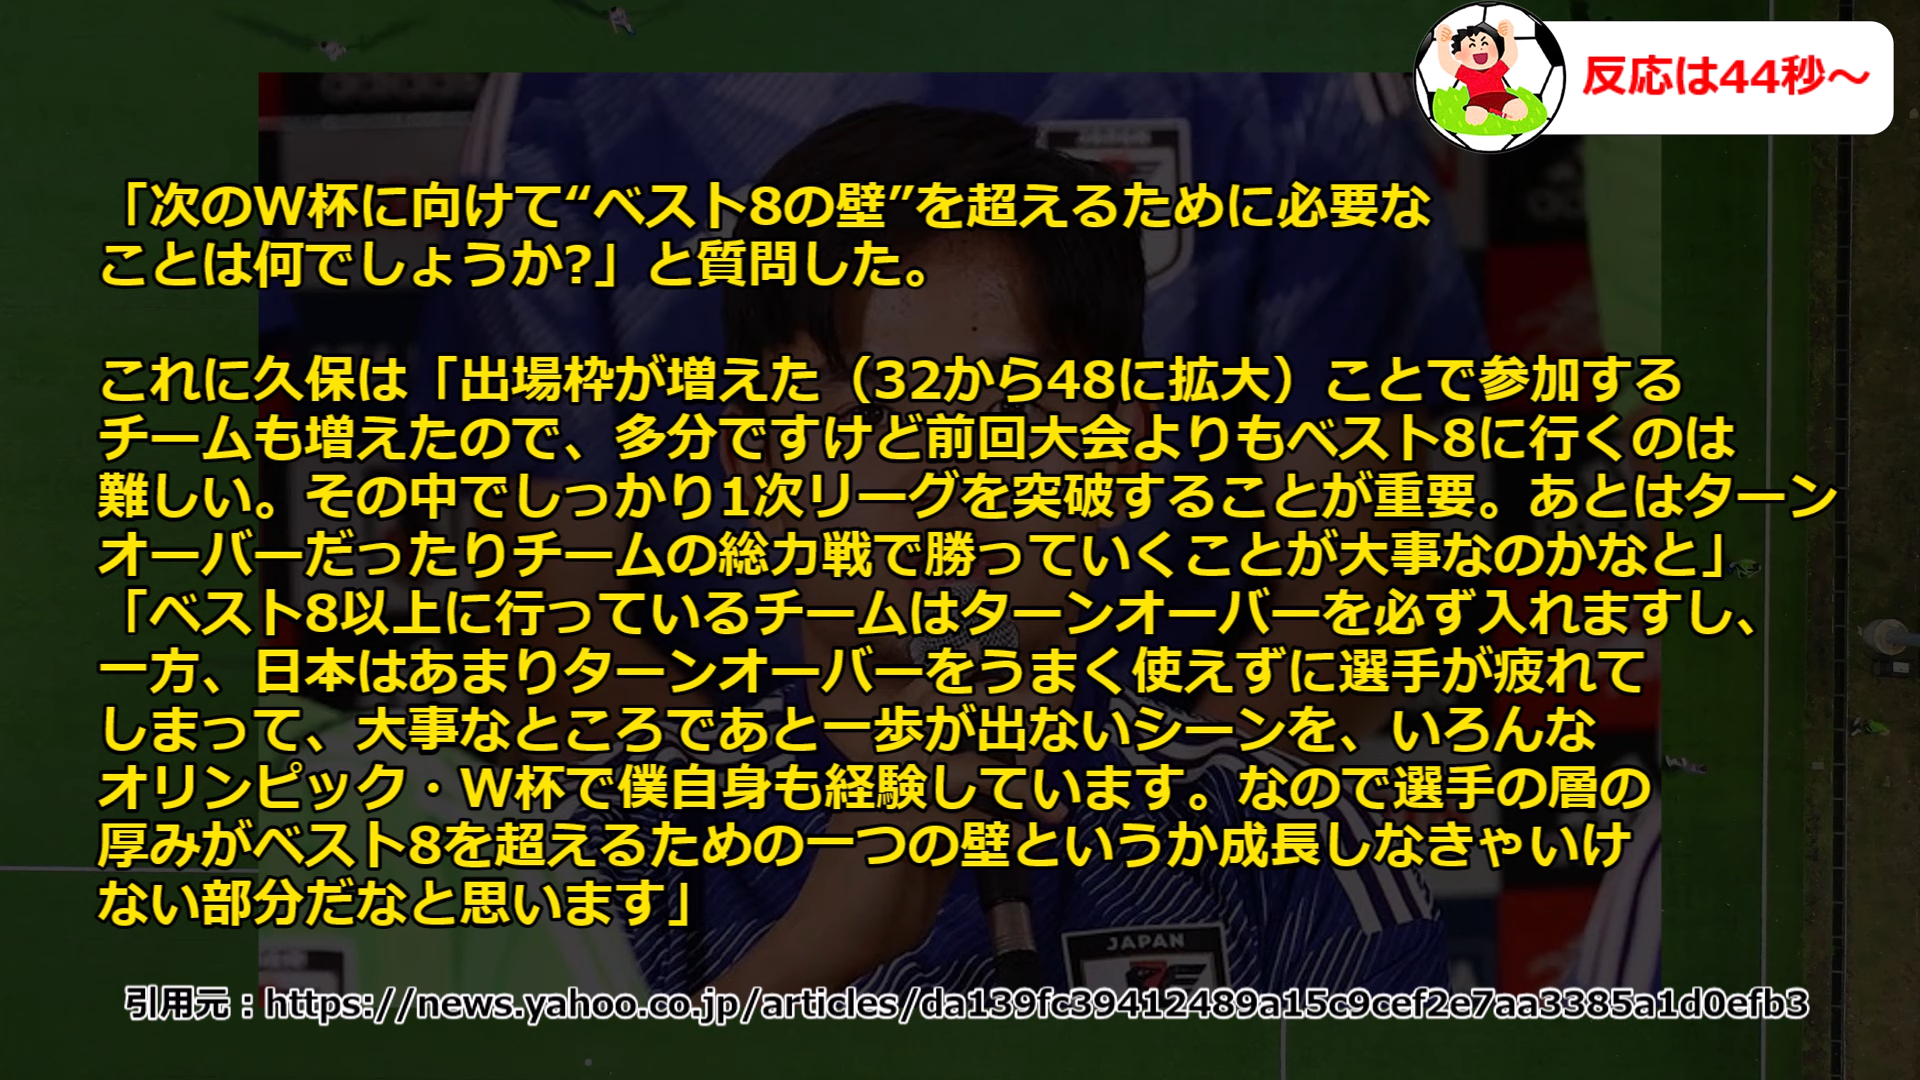 反応は44秒～
「次のW杯に向けて“ベスト8の壁”を超えるために必要な
ことは何でしょうか?」と質問した。
これに久保は「出場枠が増えた（32から48に拡大）ことで参加する
チームも増えたので、多分ですけど前回大会よりもベスト8に行くのは
難しい。その中でしっかり1次リーグを突破することが重要。あとはターン
オーバーだったりチームの総力戦で勝っていくことが大事なのかなと」
「ベスト8以上に行っているチームはターンオーバーを必ず入れますし、
一方、日本はあまりターンオーバーをうまく使えずに選手が疲れて
しまって、大事なところであと一歩が出ないシーンを、いろんな
オリンピック・W杯で僕自身も経験しています。なので選手の層の
厚みがベスト8を超えるための一つの壁というか成長しなきゃいけ
ない部分だなと思います」
JAPAN
引用元：https://news.yahoo.co.jp/articles/da139fc39412489a15c9cef2e7aa3385a1d0efb3